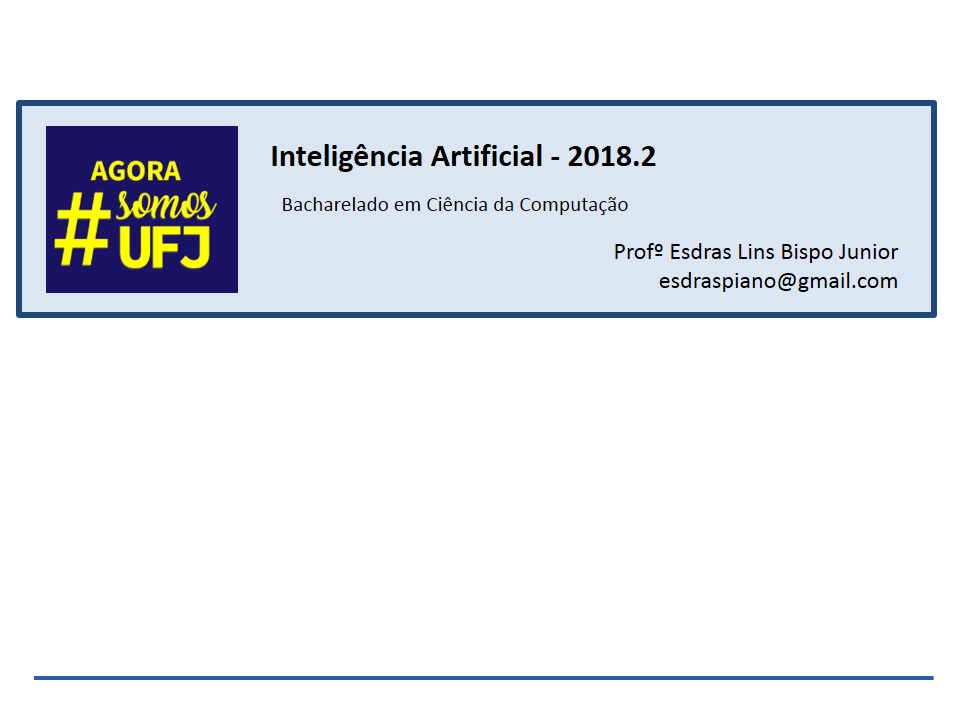 AGORA
#somos
UFJ
Inteligência Artificial - 2018.2
Bacharelado em Ciência da Computação
Profº Esdras Lins Bispo Junior
esdraspiano@gmail.com